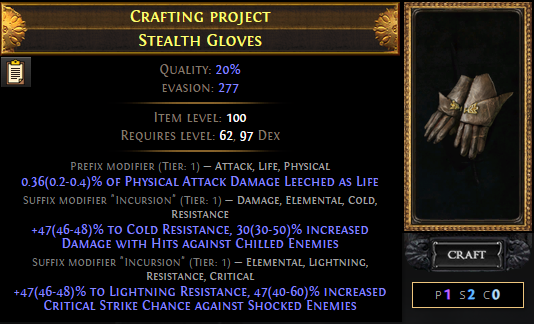 Crafting project
Stealth Gloves
Quality: 20%
evasion: 277
Item level: 100
Requires level: 62, 97 Dex
Prefix modifier (Tier: 1) — Attack, Life, Physical
0.36(0.2-0.4)% of Physical Attack Damage Leeched as Life
Suffix modifier "Incursion" (Tier: 1) — Damage, Elemental, Cold,
Resistance
+47(46-48)% to Cold Resistance, 30(30-50)% increased
Damage with Hits against Chilled Enemies
Suffix modifier "Incursion" (Tier: 1) — Elemental, Lightning,
Resistance, Critical
+47(46-48)% to Lightning Resistance, 47(40-60)% increased
Critical Strike Chance against Shocked Enemies
CRAFT
P1 S2 C0